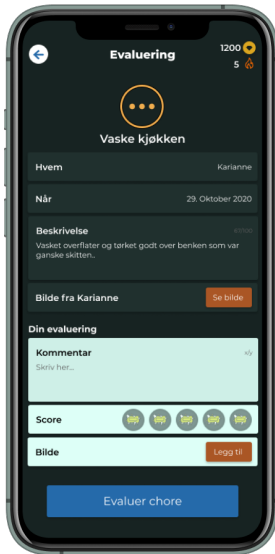 1200
Evaluering
5
Vaske kjøkken
Hvem Karianne
Når 29. Oktober 2020
Beskrivelse
Vasket overflater og tørket godt over benken som var
ganske skitten..
Bilde fra Karianne Se bilde
Din evaluering
Kommentar x/y
Skriv her...
Score
Bilde Legg til
Evaluer chore